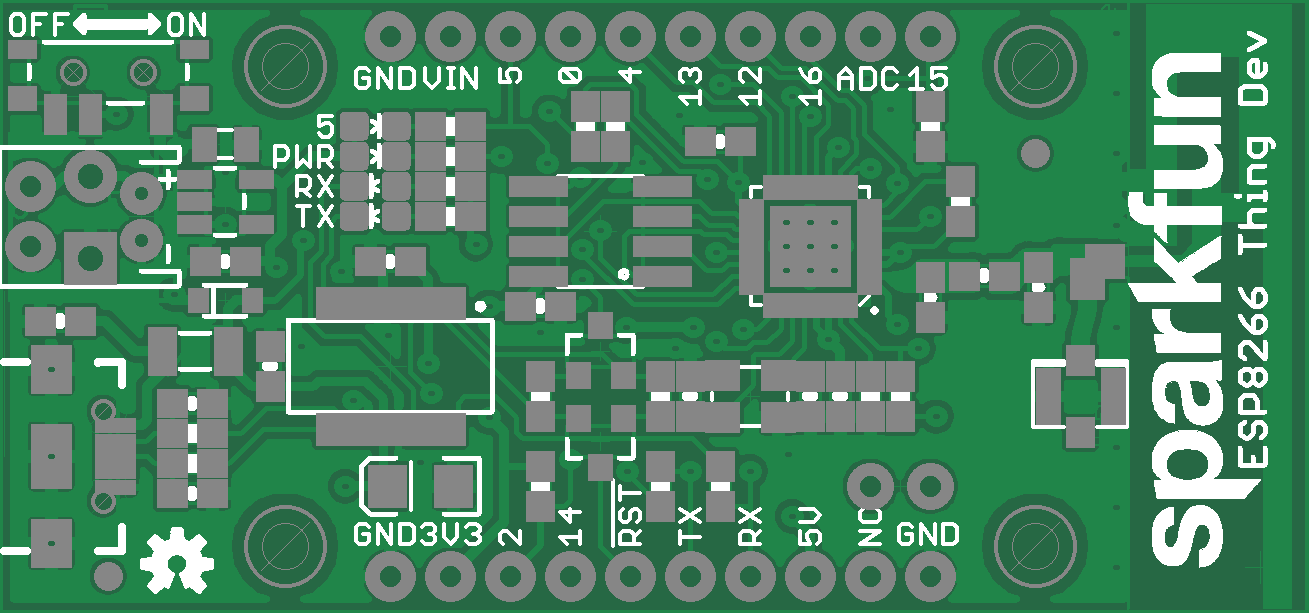 OFF ON
GND VIN 5 0 4 13 12 16 ADC 15
5
PWR
RX
TX
GND 3V3 2 14 RST TX RX 5V NC GND
sparkfun
ESP8266 Thing Dev